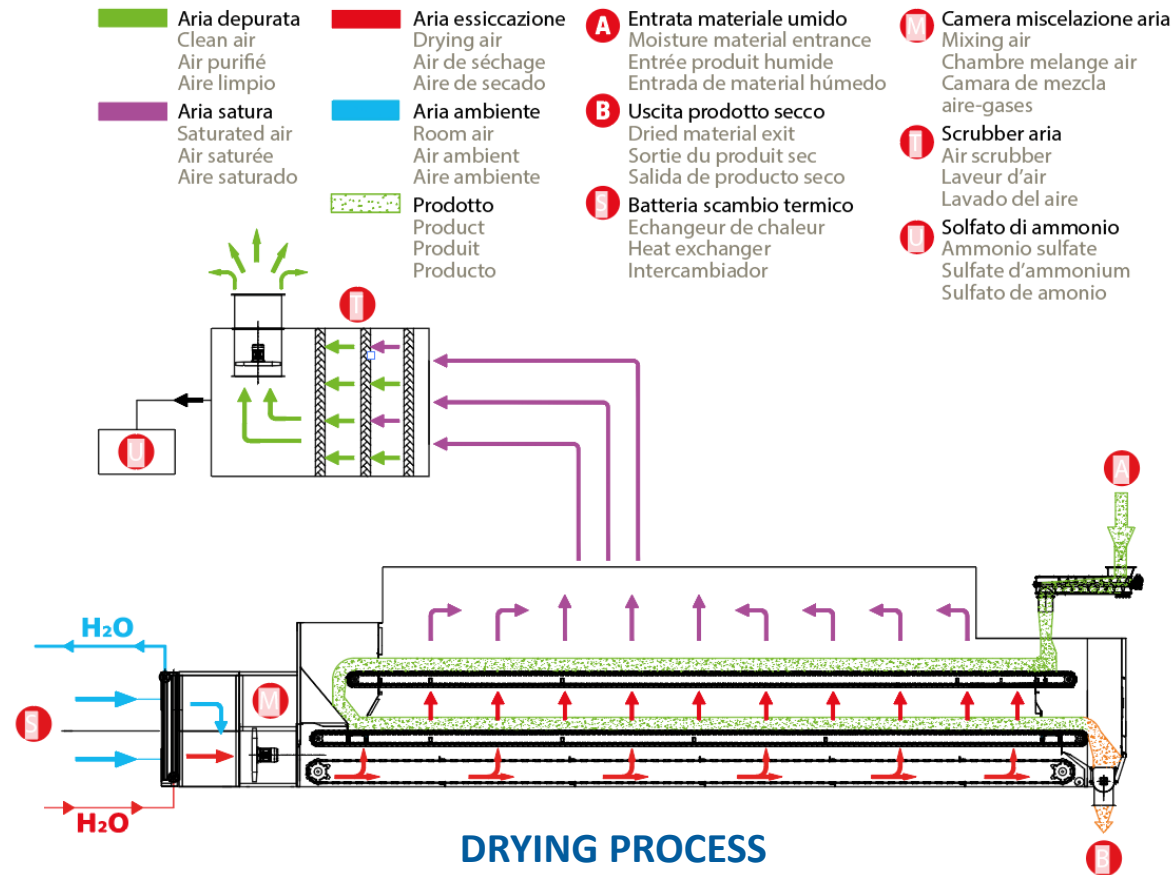 Aria depurata
Clean air
Air purifié
Aire limpio
Aria satura
Saturated air
Air saturée
Aire saturado
Aria essiccazione
Drying air
Air de séchage
Aire de secado
Aria ambiente
Room air
Air ambient
Aire ambiente
Prodotto
Product
Produit
Producto
A Entrata materiale umido
Moisture material entrance
Entrée produit humide
Entrada de material húmedo
B Uscita prodotto secco
Dried material exit
Sortie du produit sec
Salida de producto seco
S Batteria scambio termico
Echangeur de chaleur
Heat exchanger
Intercambiador
M Camera miscelazione aria
Mixing air
Chambre melange air
Camara de mezcla
aire-gases
T Scrubber aria
Air scrubber
Laveur d'air
Lavado del aire
U Solfato di ammonio
Ammonio sulfate
Sulfate d'ammonium
Sulfato de amonio
T
U
A
H₂O
M
S
H₂O
B
DRYING PROCESS